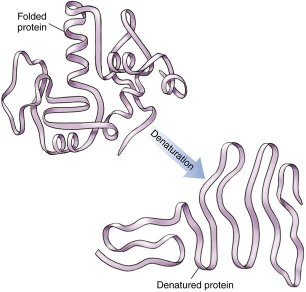 Folded
protein
Denaturation
Denatured protein